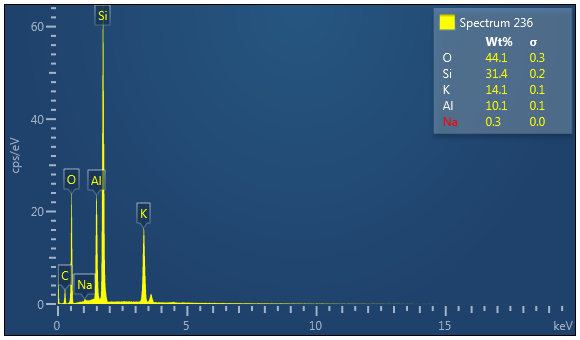 Si
60
40
20
0
cps/eV
O
Al
K
C
Na
0
5
10
15
keV
Spectrum 236
Wt% σ
O 44.1 0.3
Si 31.4 0.2
K 14.1 0.1
Al 10.1 0.1
Na 0.3 0.0